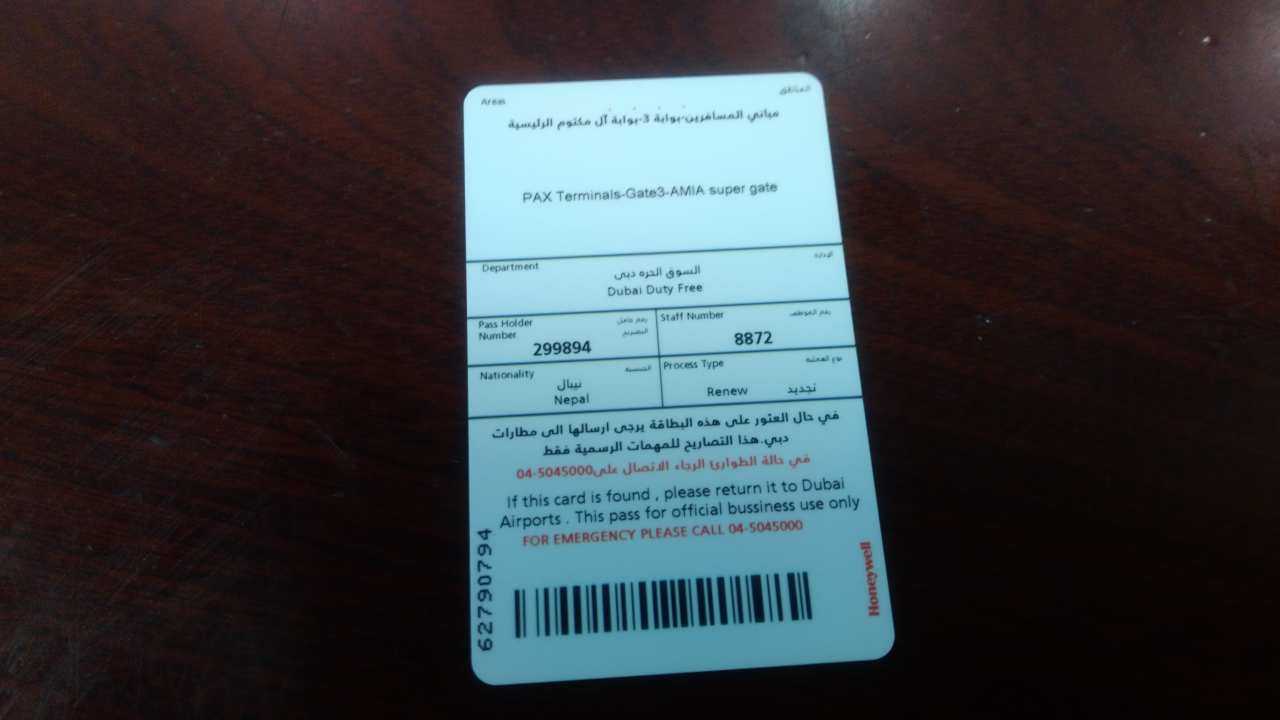 Areas المناطق
مباني المسافرين-بوابة 3-بوابة آل مكتوم الرئيسية
PAX Terminals-Gate3-AMIA super gate
Department الإدارة
السوق الحره دبي
Dubai Duty Free
Pass Holder Number رقم حامل التصريح
299894
Staff Number رقم الموظف
8872
Nationality الجنسية
نيبال
Nepal
Process Type نوع العملية
Renew تجديد
في حال العثور على هذه البطاقة يرجى ارسالها الى مطارات
دبي.هذا التصاريح للمهمات الرسمية فقط
في حالة الطوارئ الرجاء الاتصال على04-5045000
If this card is found , please return it to Dubai
Airports . This pass for official bussiness use only
FOR EMERGENCY PLEASE CALL 04-5045000
62790794
Honeywell